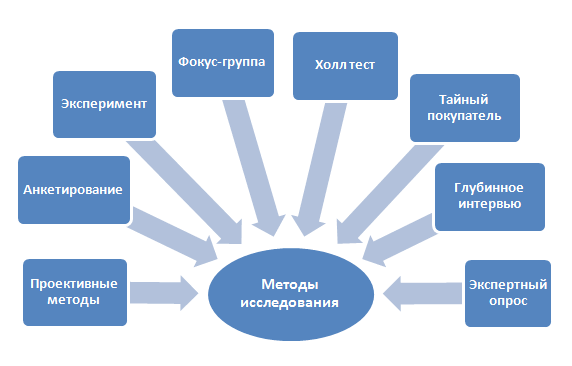 Фокус-группа
Холл тест
Эксперимент
Тайный
покупатель
Анкетирование
Глубинное
интервью
Проективные
методы
Методы
исследования
Экспертный
опрос